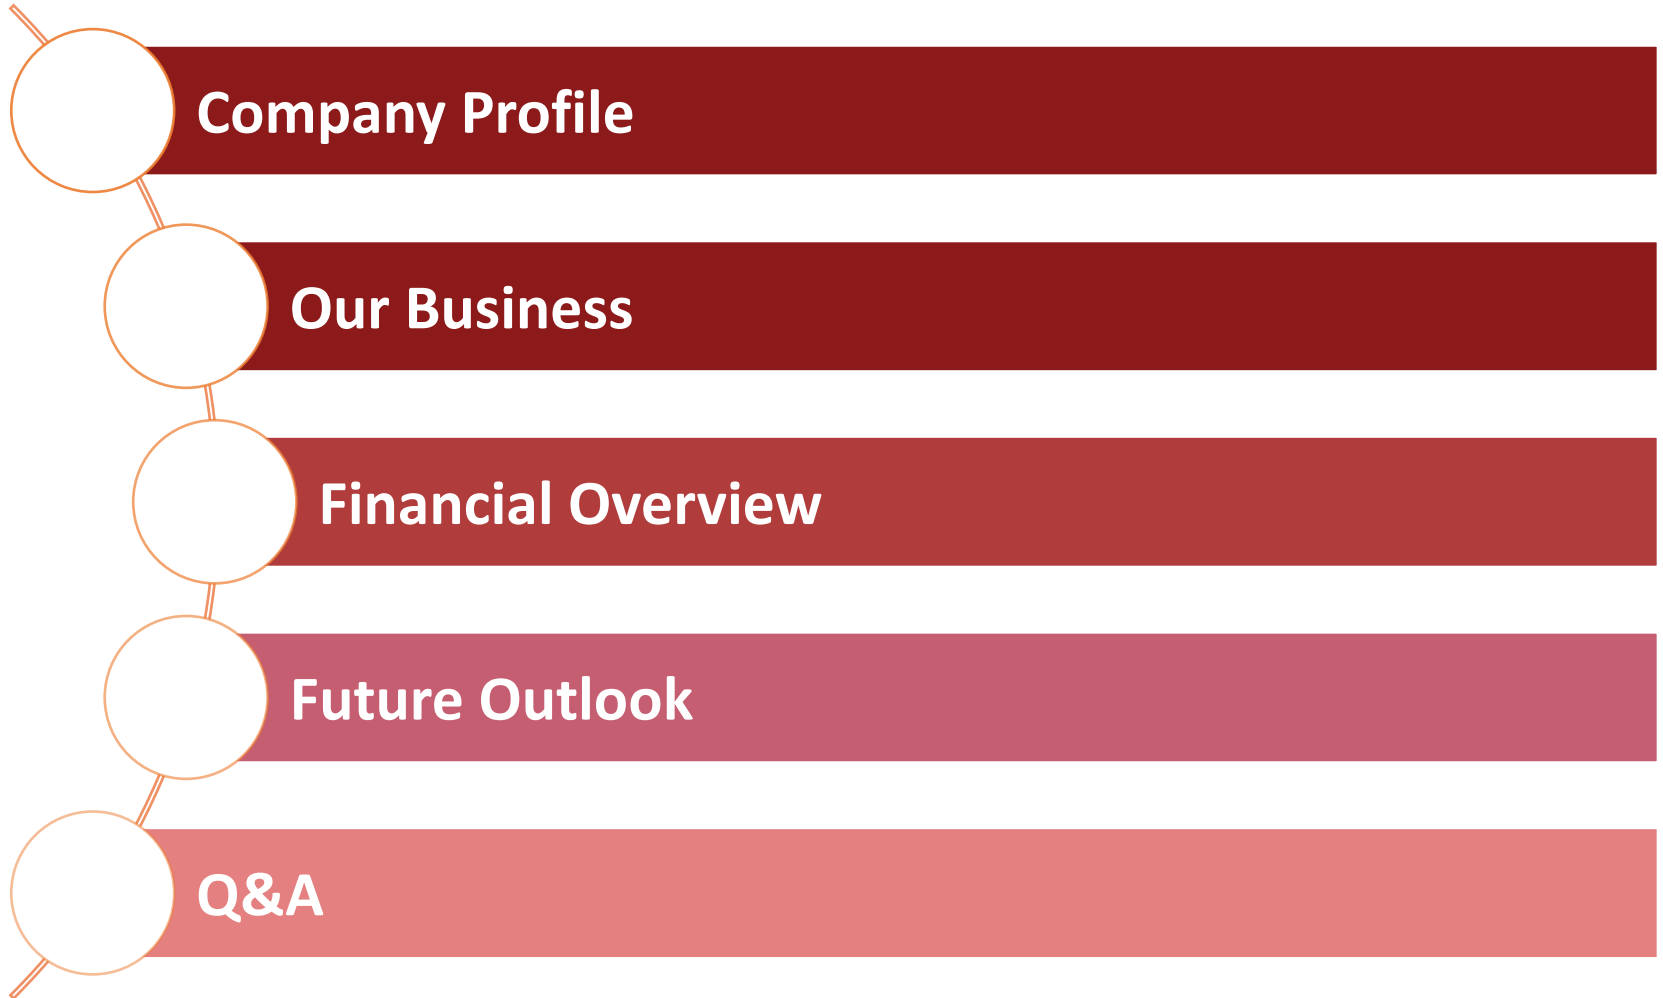 Company Profile
Our Business
Financial Overview
Future Outlook
Q&A